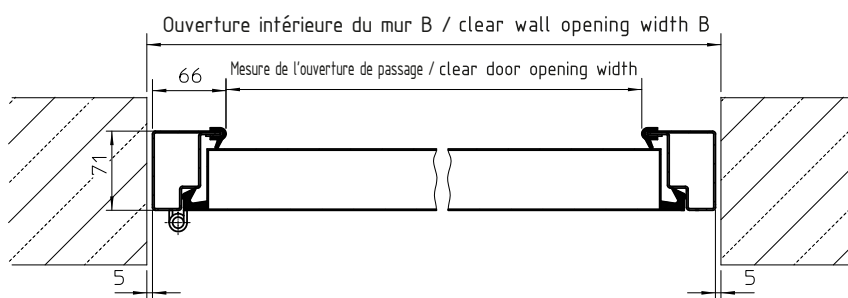 Ouverture intérieure du mur B / clear wall opening width B
66
Mesure de l'ouverture de passage / clear door opening width
71
5
5